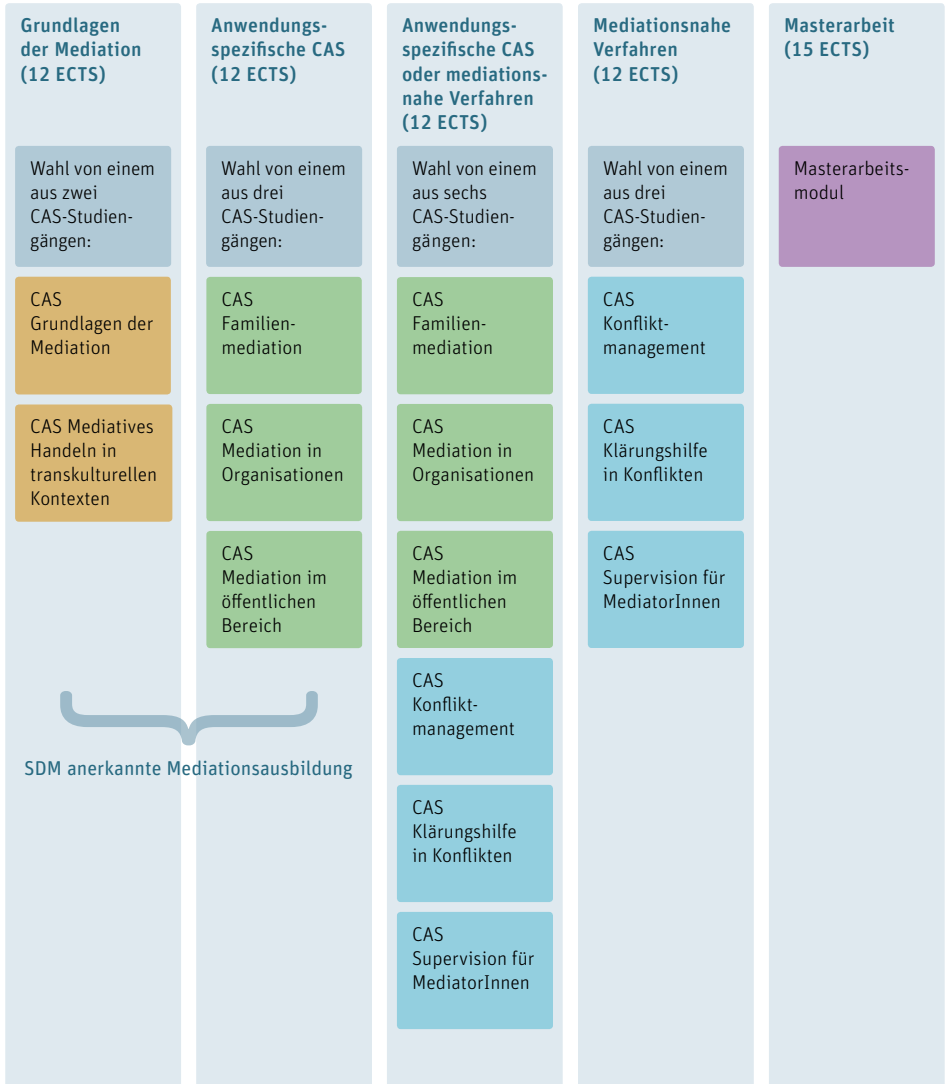 Grundlagen
der Mediation
(12 ECTS)
Wahl von einem
aus zwei
CAS-Studien-
gängen:
CAS
Grundlagen der
Mediation
CAS Mediatives
Handeln in
transkulturellen
Kontexten
Anwendungs-
spezifische CAS
(12 ECTS)
Wahl von einem
aus drei
CAS-Studien-
gängen:
CAS
Familien-
mediation
CAS
Mediation in
Organisationen
CAS
Mediation im
öffentlichen
Bereich
SDM anerkannte Mediationsausbildung
Anwendungs-
spezifische CAS
oder mediations-
nahe Verfahren
(12 ECTS)
Wahl von einem
aus sechs
CAS-Studien-
gängen:
CAS
Familien-
mediation
CAS
Mediation in
Organisationen
CAS
Mediation im
öffentlichen
Bereich
CAS
Konflikt-
management
CAS
Klärungshilfe
in Konflikten
CAS
Supervision für
MediatorInnen
Mediationsnahe
Verfahren
(12 ECTS)
Wahl von einem
aus drei
CAS-Studien-
gängen:
CAS
Konflikt-
management
CAS
Klärungshilfe
in Konflikten
CAS
Supervision für
MediatorInnen
Masterarbeit
(15 ECTS)
Masterarbeits-
modul